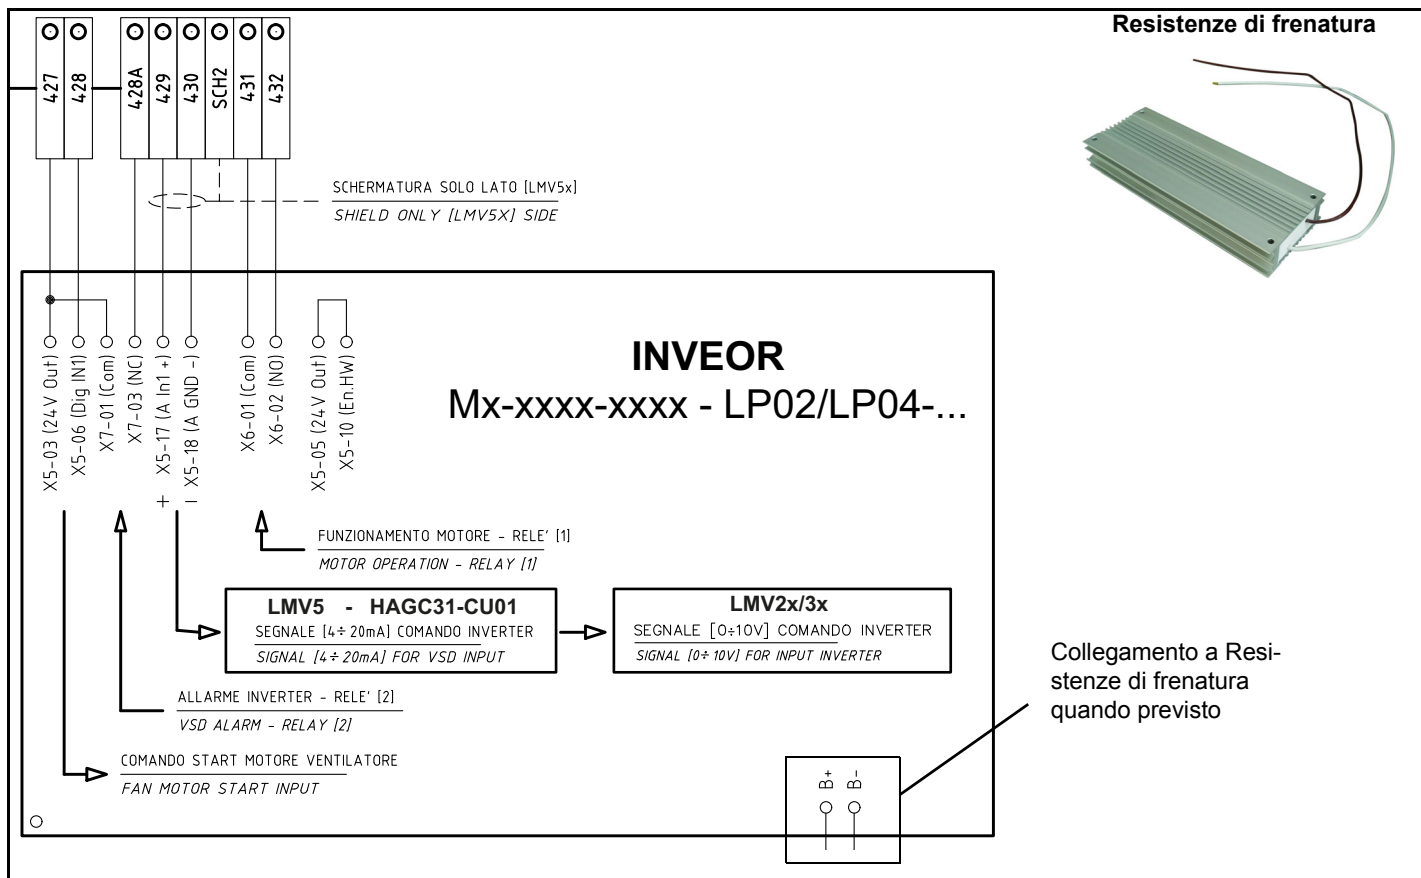 Resistenze di frenatura
427
428
428A
429
430
SCH2
431
432
SCHERMATURA SOLO LATO [LMV5x]
SHIELD ONLY [LMV5X] SIDE
X5-03 (24V Out)
X5-06 (Dig IN1)
X7-01 (Com)
X7-03 (NC)
+ X5-17 (A In1 +)
- X5-18 (A GND -)
X6-01 (Com)
X6-02 (NO)
X5-05 (24V Out)
X5-10 (En.HW)
INVEOR
Mx-xxxx-xxxx - LP02/LP04-...
FUNZIONAMENTO MOTORE - RELE' [1]
MOTOR OPERATION - RELAY [1]
LMV5 - HAGC31-CU01
SEGNALE [4÷20mA] COMANDO INVERTER
SIGNAL [4÷20mA] FOR VSD INPUT
LMV2x/3x
SEGNALE [0÷10V] COMANDO INVERTER
SIGNAL [0÷10V] FOR INPUT INVERTER
ALLARME INVERTER - RELE' [2]
VSD ALARM - RELAY [2]
COMANDO START MOTORE VENTILATORE
FAN MOTOR START INPUT
B+
B-
Collegamento a Resi-
stenze di frenatura
quando previsto